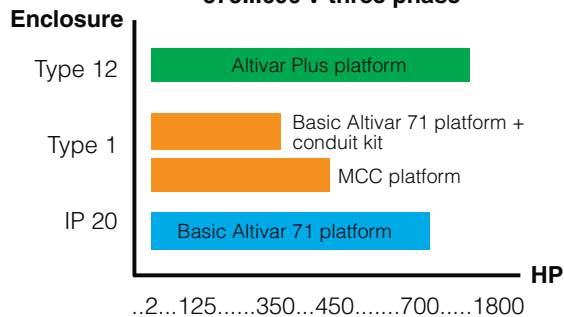 Enclosure
Type 12
Altivar Plus platform
Type 1
Basic Altivar 71 platform +
conduit kit
MCC platform
IP 20
Basic Altivar 71 platform
HP
..2...125......350...450.......700.....1800